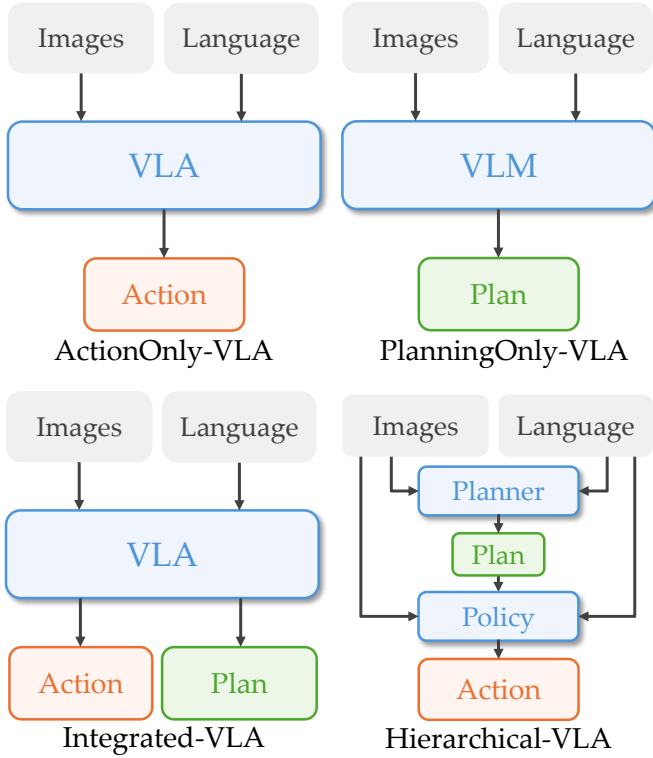 Images Language
VLA
Action
ActionOnly-VLA
Images Language
VLM
Plan
PlanningOnly-VLA
Images Language
VLA
Action Plan
Integrated-VLA
Images Language
Planner
Plan
Policy
Action
Hierarchical-VLA